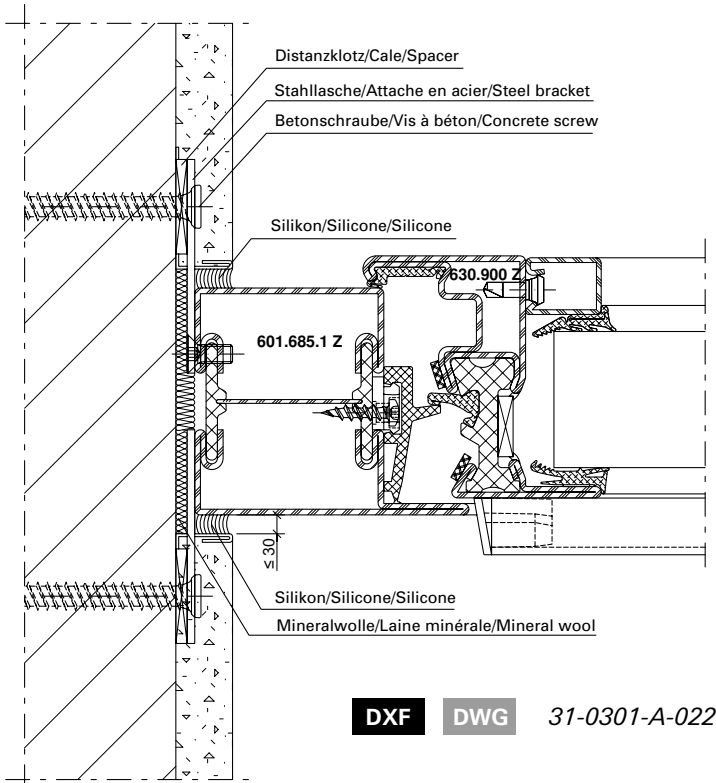 Distanzklotz/Cale/Spacer
Stahllasche/Attache en acier/Steel bracket
Betonschraube/Vis à béton/Concrete screw
Silikon/Silicone/Silicone
630.900 Z
601.685.1 Z
≤ 30
Silikon/Silicone/Silicone
Mineralwolle/Laine minérale/Mineral wool
DXF DWG 31-0301-A-022